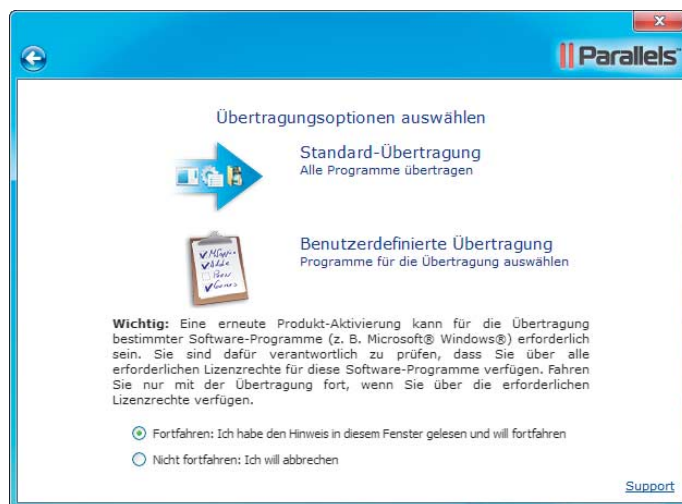 Parallels™
Übertragungsoptionen auswählen
Standard-Übertragung
Alle Programme übertragen
Benutzerdefinierte Übertragung
Programme für die Übertragung auswählen
Wichtig: Eine erneute Produkt-Aktivierung kann für die Übertragung
bestimmter Software-Programme (z. B. Microsoft® Windows®) erforderlich
sein. Sie sind dafür verantwortlich zu prüfen, dass Sie über alle
erforderlichen Lizenzrechte für diese Software-Programme verfügen. Fahren
Sie nur mit der Übertragung fort, wenn Sie über die erforderlichen
Lizenzrechte verfügen.
Fortfahren: Ich habe den Hinweis in diesem Fenster gelesen und will fortfahren
Nicht fortfahren: Ich will abbrechen
Support